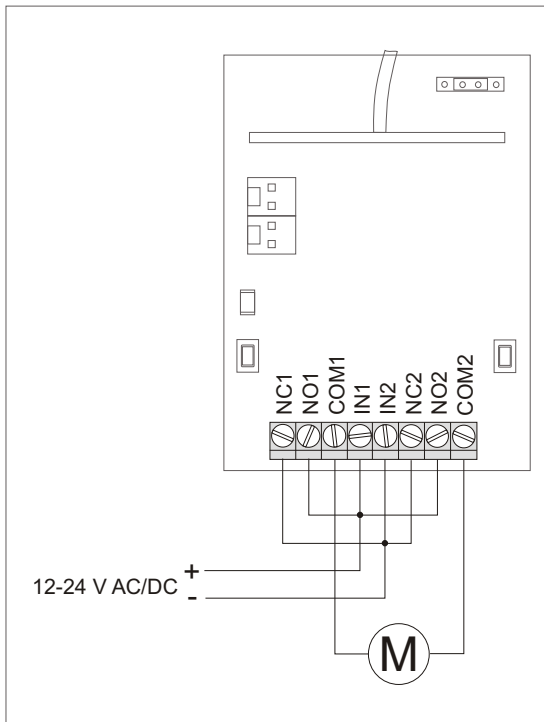 NC1
NO1
COM1
IN1
IN2
NC2
NO2
COM2
+
12-24 V AC/DC
-
M